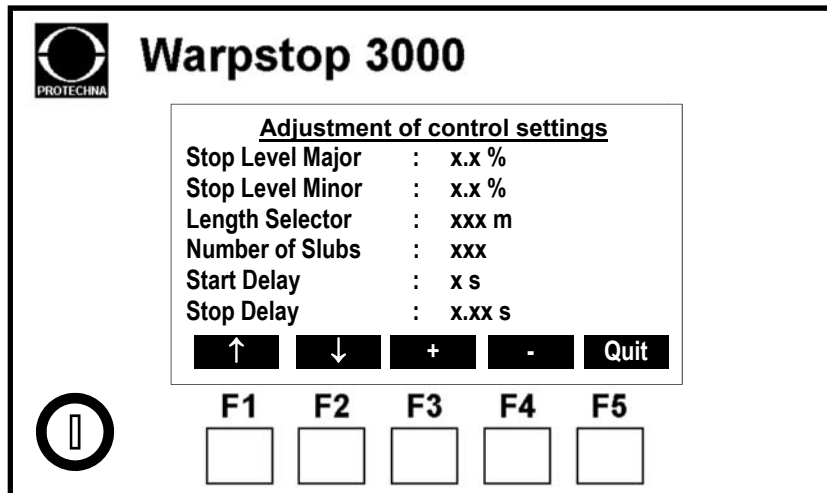 PROTECHNA
Warpstop 3000
Adjustment of control settings
Stop Level Major : x.x %
Stop Level Minor : x.x %
Length Selector : xxx m
Number of Slubs : xxx
Start Delay : x s
Stop Delay : x.xx s
↑ ↓ + - Quit
F1 F2 F3 F4 F5